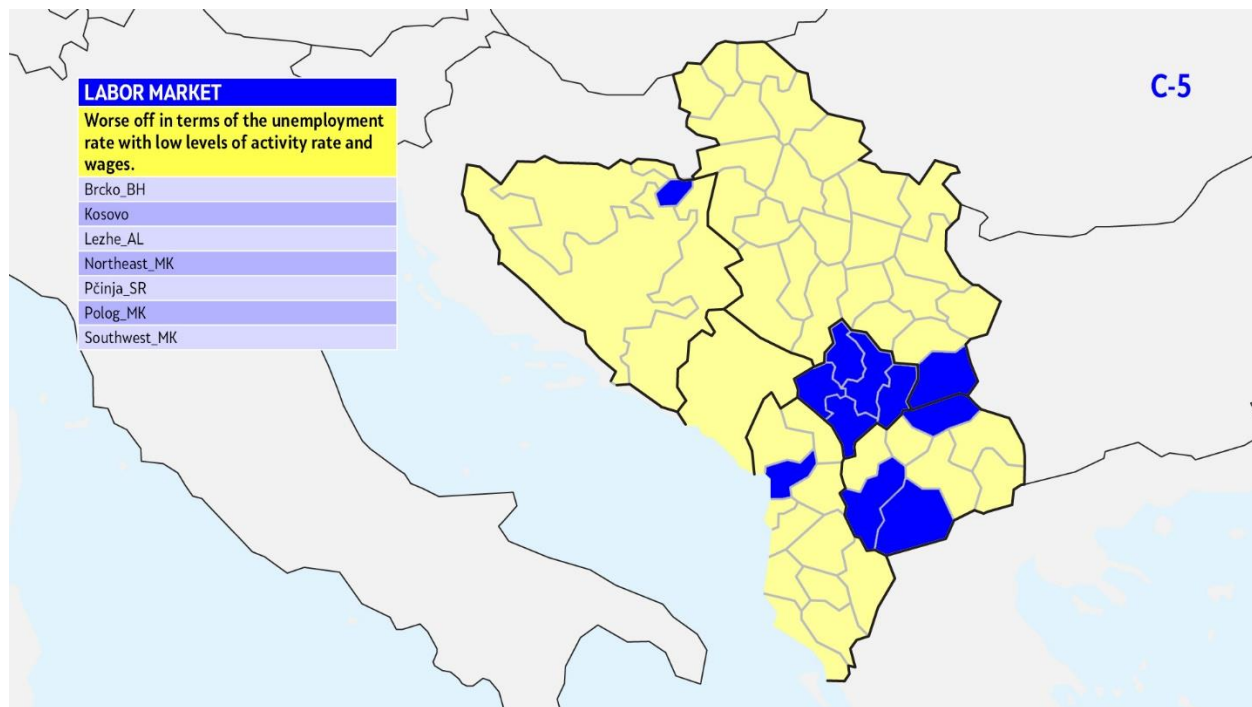 LABOR MARKET
Worse off in terms of the unemployment
rate with low levels of activity rate and
wages.
Brcko_BH
Kosovo
Lezhe_AL
Northeast_MK
Pčinja_SR
Polog_MK
Southwest_MK
C-5